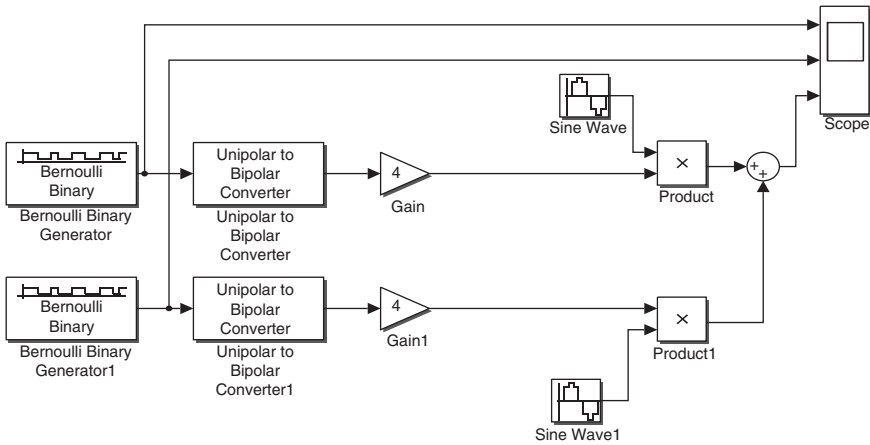 Scope
Sine Wave
×
Product
+
+
Bernoulli
Binary
Bernoulli Binary
Generator
Unipolar to
Bipolar
Converter
Unipolar to
Bipolar
Converter
4
Gain
Bernoulli
Binary
Bernoulli Binary
Generator1
Unipolar to
Bipolar
Converter
Unipolar to
Bipolar
Converter1
4
Gain1
×
Product1
Sine Wave1